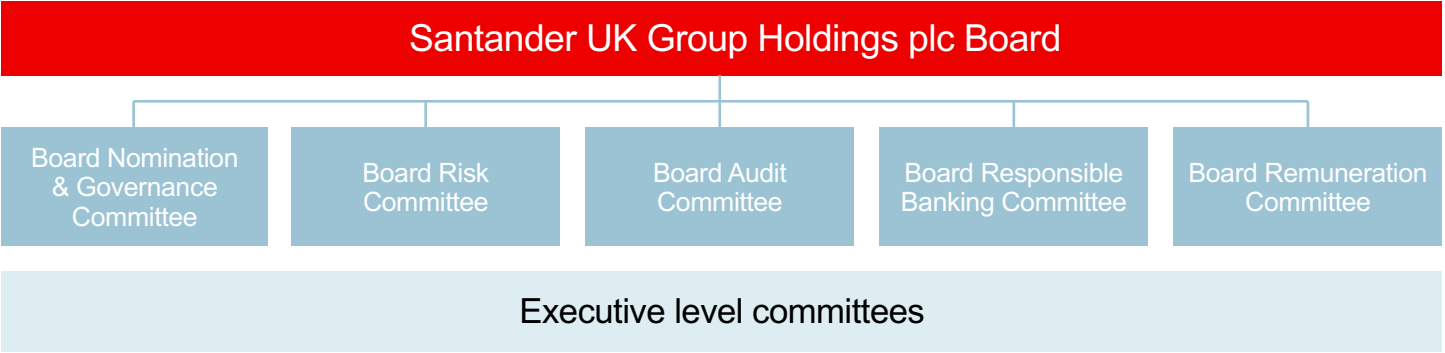 Santander UK Group Holdings plc Board
Board Nomination
& Governance
Committee
Board Risk
Committee
Board Audit
Committee
Board Responsible
Banking Committee
Board Remuneration
Committee
Executive level committees